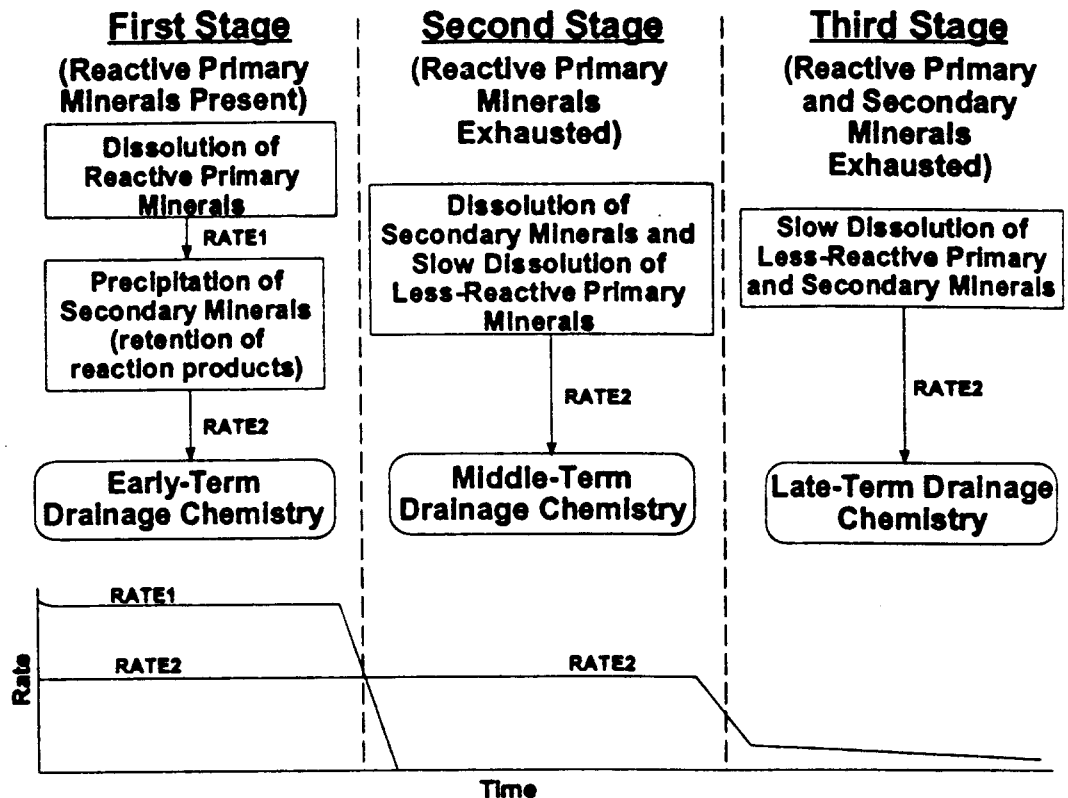 First Stage
(Reactive Primary
Minerals Present)
Dissolution of
Reactive Primary
Minerals
RATE1
Precipitation of
Secondary Minerals
(retention of
reaction products)
RATE2
Early-Term
Drainage Chemistry
Second Stage
(Reactive Primary
Minerals
Exhausted)
Dissolution of
Secondary Minerals and
Slow Dissolution of
Less-Reactive Primary
Minerals
RATE2
Middle-Term
Drainage Chemistry
Third Stage
(Reactive Primary
and Secondary
Minerals
Exhausted)
Slow Dissolution of
Less-Reactive Primary
and Secondary Minerals
RATE2
Late-Term Drainage
Chemistry
RATE1
RATE2
RATE2
Rate
Time